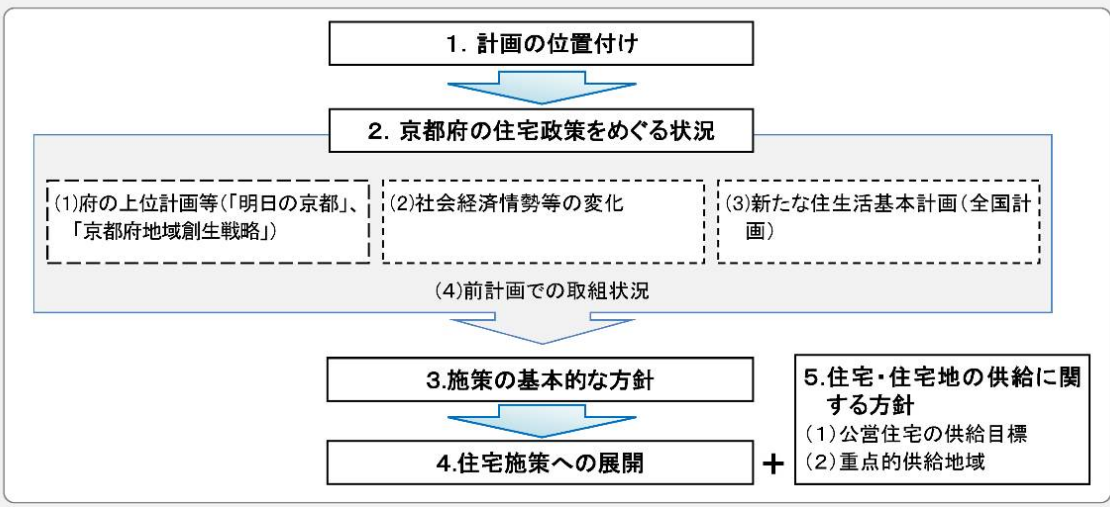 1. 計画の位置付け
2. 京都府の住宅政策をめぐる状況
(1)府の上位計画等(「明日の京都」、
「京都府地域創生戦略」)
(2)社会経済情勢等の変化
(3)新たな住生活基本計画(全国計
画)
(4)前計画での取組状況
3.施策の基本的な方針
4.住宅施策への展開
+
5.住宅・住宅地の供給に関
する方針
(1)公営住宅の供給目標
(2)重点的供給地域